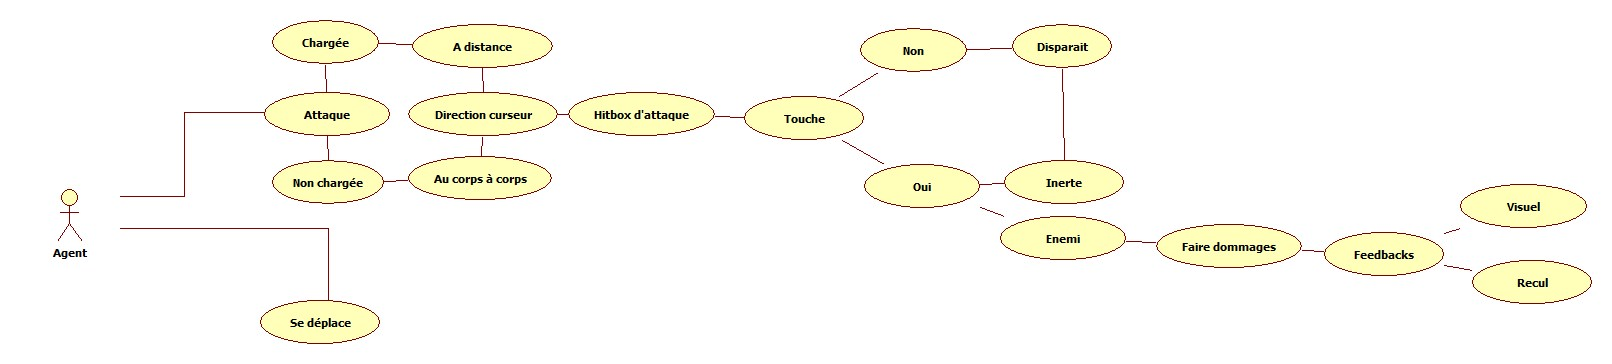 Chargée
A distance
Non
Disparait
Attaque
Direction curseur
Hitbox d'attaque
Touche
Non chargée
Au corps à corps
Oui
Inerte
Visuel
Agent
Enemi
Faire dommages
Feedbacks
Recul
Se déplace